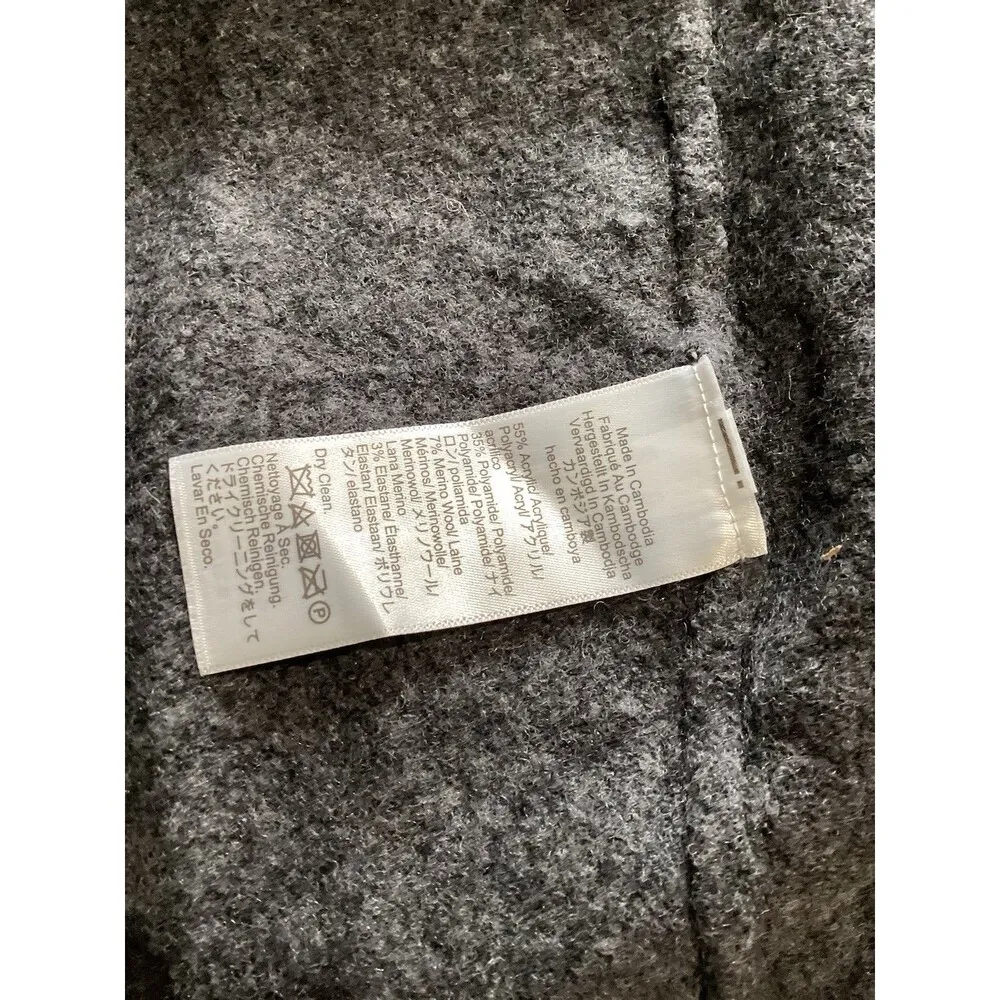 Made In Cambodia
Fabriqué Au Cambodge
Hergestellt In Kambodscha
Vervaardigd In Cambodja
カンボジア製
hecho en camboya
55% Acrylic/ Acrylique/
Polyacryl/ Acryl/ アクリル/
acrílico
35% Polyamide/ Polyamide/
Polyamid/ Polyamide/ ナイ
ロン/ poliamida
7% Merino Wool/ Laine
Mérinos/ Merinowolle/
Merinowol/ メリノウール/
Lana Merino
3% Elastane/ Élasthanne/
Elastan/ Elastaan/ ポリウレ
タン/ elastano
Dry Clean.
P
Nettoyage À Sec.
Chemische Reinigung.
Chemisch Reinigen.
ドライクリーニングをして
ください。
Lavar En Seco.